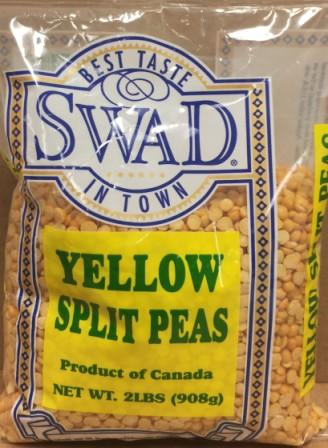 BEST TASTE
SWAD®
IN TOWN
YELLOW
SPLIT PEAS
Product of Canada
NET WT. 2LBS (908g)
YELLOW SPLIT PEAS